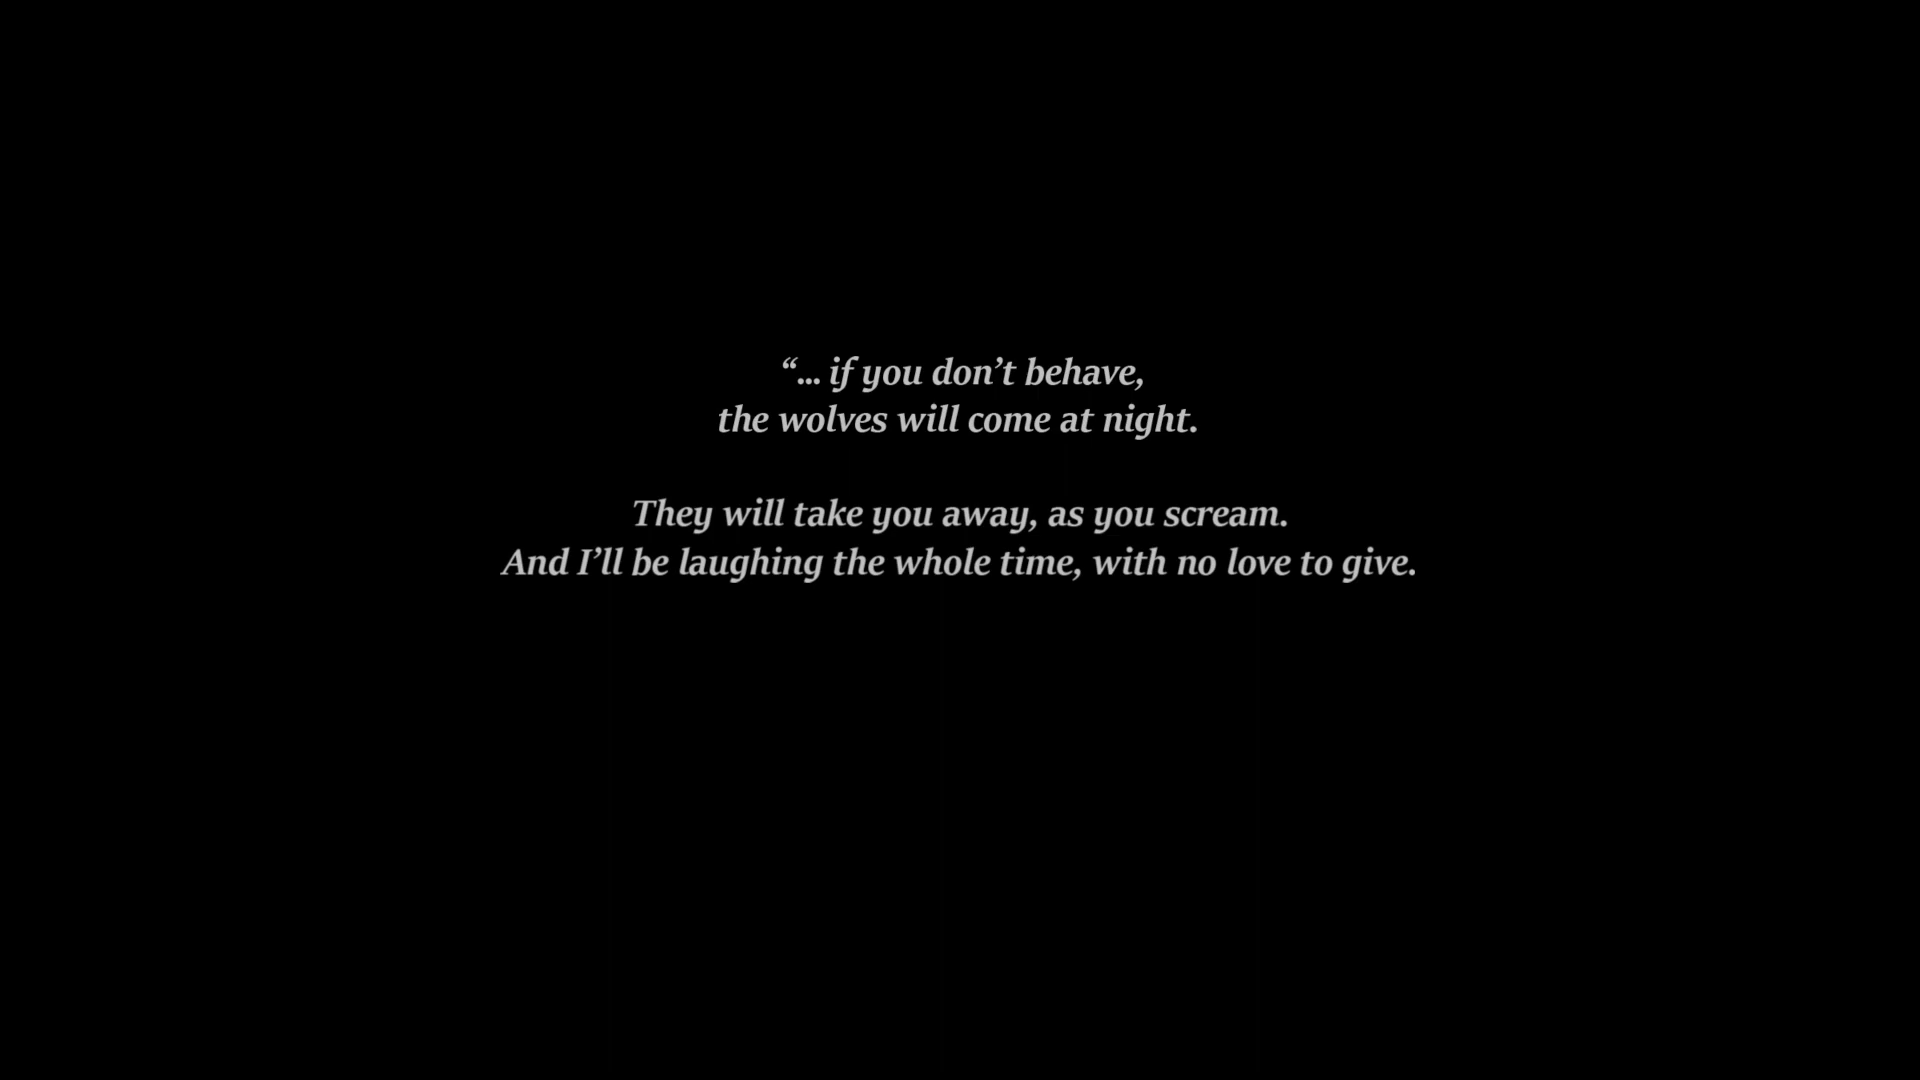 “... if you don’t behave,
the wolves will come at night.
They will take you away, as you scream.
And I’ll be laughing the whole time, with no love to give.